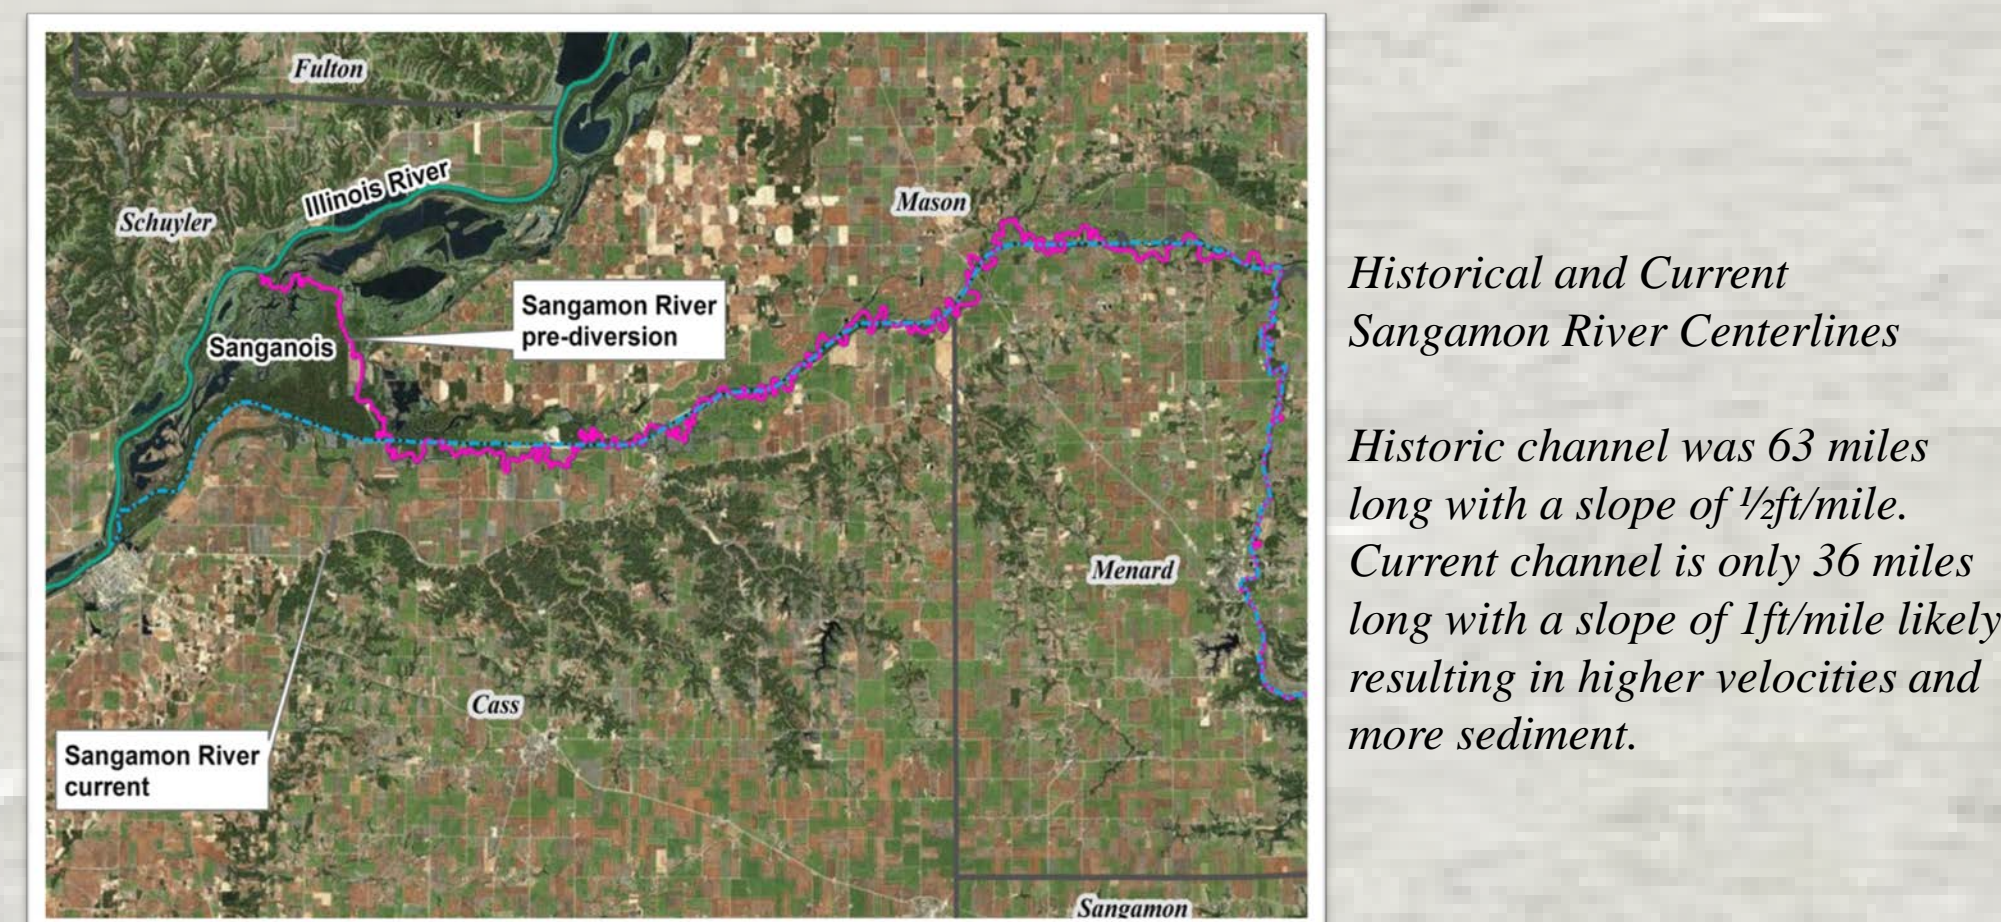 Fulton
Illinois River
Schuyler
Mason
Sangamon River
pre-diversion
Sanganois
Menard
Cass
Sangamon River
current
Sangamon
Historical and Current
Sangamon River Centerlines
Historic channel was 63 miles
long with a slope of ½ft/mile.
Current channel is only 36 miles
long with a slope of 1ft/mile likely
resulting in higher velocities and
more sediment.